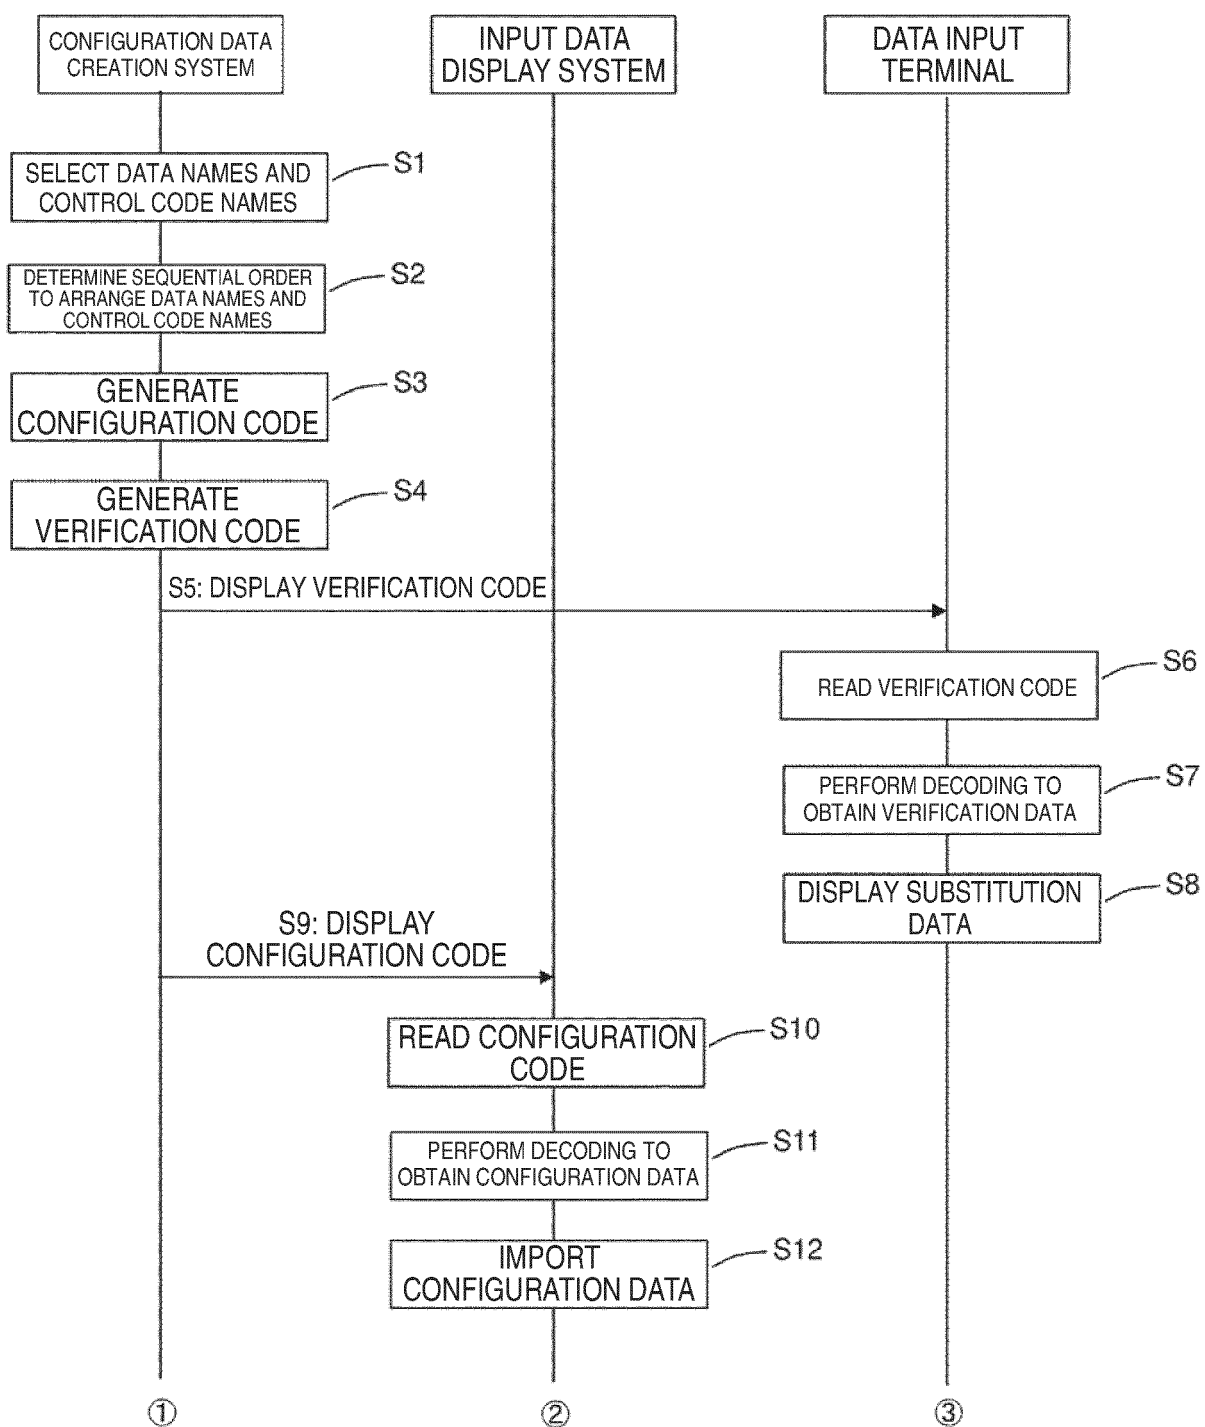 CONFIGURATION DATA
CREATION SYSTEM
INPUT DATA
DISPLAY SYSTEM
DATA INPUT
TERMINAL
SELECT DATA NAMES AND
CONTROL CODE NAMES
S1
DETERMINE SEQUENTIAL ORDER
TO ARRANGE DATA NAMES AND
CONTROL CODE NAMES
S2
GENERATE
CONFIGURATION CODE
S3
GENERATE
VERIFICATION CODE
S4
S5: DISPLAY VERIFICATION CODE
READ VERIFICATION CODE
S6
PERFORM DECODING TO
OBTAIN VERIFICATION DATA
S7
DISPLAY SUBSTITUTION
DATA
S8
S9: DISPLAY
CONFIGURATION CODE
READ CONFIGURATION
CODE
S10
PERFORM DECODING TO
OBTAIN CONFIGURATION DATA
S11
IMPORT
CONFIGURATION DATA
S12
① ② ③